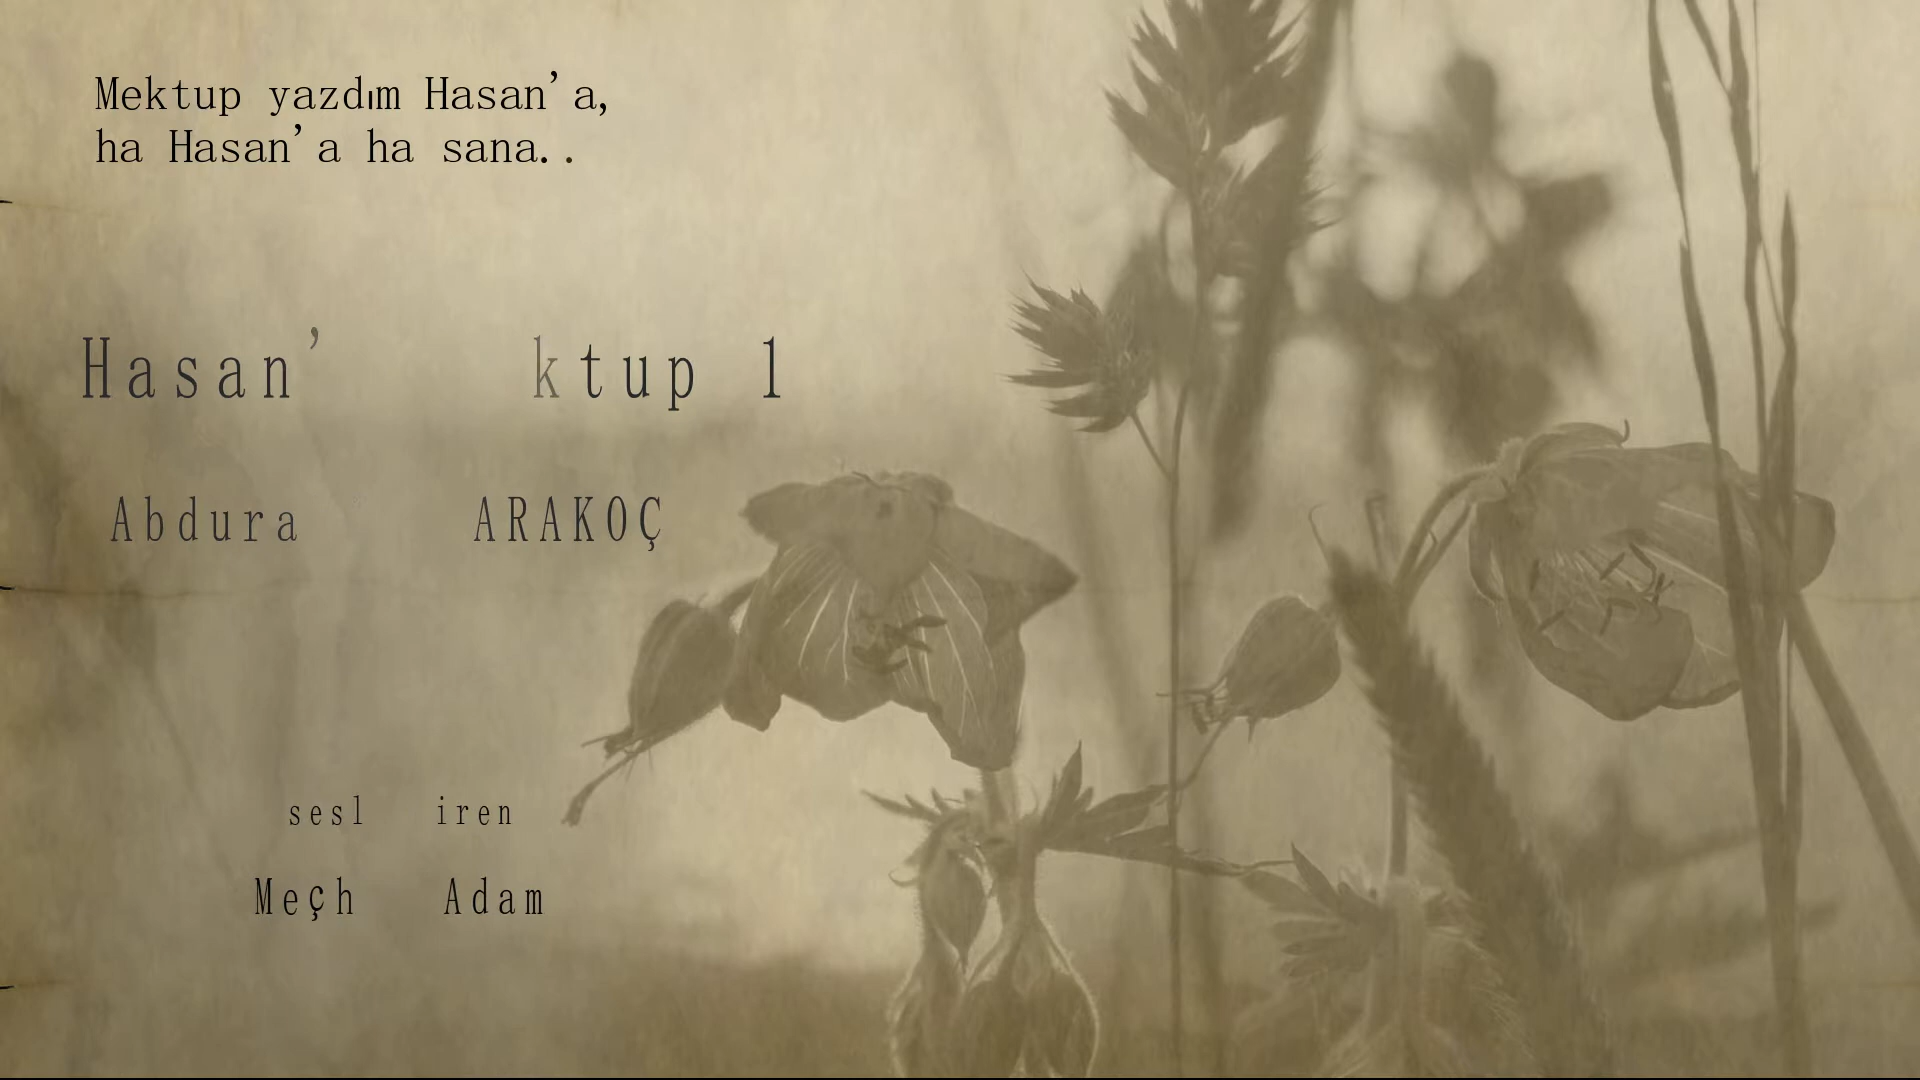 Mektup yazdım Hasan'a,
ha Hasan'a ha sana..
Hasan' ktup 1
Abdura ARAKOÇ
sesl iren
Meçh Adam